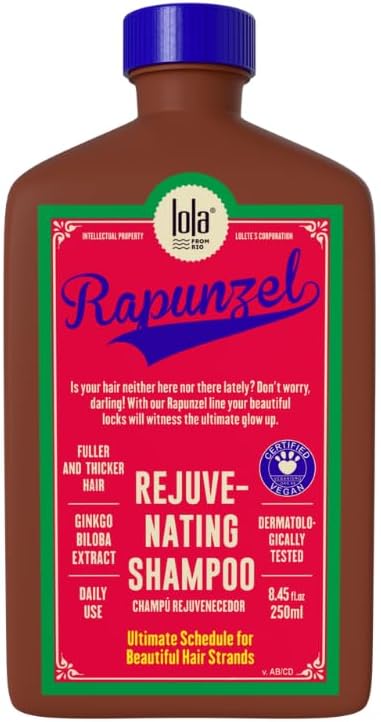 lola®
FROM
RIO
INTELLECTUAL PROPERTY
LOLETE'S CORPORATION
Rapunzel
Is your hair neither here nor there lately? Don't worry,
darling! With our Rapunzel line your beautiful
locks will witness the ultimate glow up.
FULLER
AND THICKER
HAIR
GINKGO
BILOBA
EXTRACT
DAILY
USE
REJUVE-
NATING
SHAMPOO
CHAMPÚ REJUVENECEDOR
CERTIFIED
VEGAN
DERMATOLO-
GICALLY
TESTED
8.45 fl.oz
250ml
Ultimate Schedule for
Beautiful Hair Strands
v. AB/CD